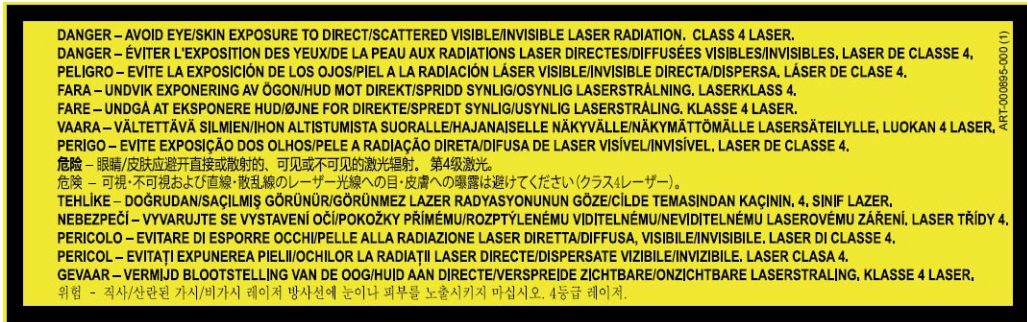 DANGER – AVOID EYE/SKIN EXPOSURE TO DIRECT/SCATTERED VISIBLE/INVISIBLE LASER RADIATION. CLASS 4 LASER.
DANGER – ÉVITER L'EXPOSITION DES YEUX/DE LA PEAU AUX RADIATIONS LASER DIRECTES/DIFFUSÉES VISIBLES/INVISIBLES. LASER DE CLASSE 4.
PELIGRO – EVITE LA EXPOSICIÓN DE LOS OJOS/PIEL A LA RADIACIÓN LÁSER VISIBLE/INVISIBLE DIRECTA/DISPERSA. LÁSER DE CLASE 4.
FARA – UNDVIK EXPONERING AV ÖGON/HUD MOT DIREKT/SPRIDD SYNLIG/OSYNLIG LASERSTRÅLNING. LASERKLASS 4.
FARE – UNDGÅ AT EKSPONERE HUD/ØJNE FOR DIREKTE/SPREDT SYNLIG/USYNLIG LASERSTRÅLING. KLASSE 4 LASER.
VAARA – VÄLTETTÄVÄ SILMIEN/IHON ALTISTUMISTA SUORALLE/HAJANAISELLE NÄKYVÄLLE/NÄKYMÄTTÖMÄLLE LASERSÄTEILYLLE. LUOKAN 4 LASER.
PERIGO – EVITE EXPOSIÇÃO DOS OLHOS/PELE A RADIAÇÃO DIRETA/DIFUSA DE LASER VISÍVEL/INVISÍVEL. LASER DE CLASSE 4.
危险 – 眼睛/皮肤应避开直接或散射的、可见或不可见的激光辐射。 第4级激光。
危険 – 可視・不可視および直線・散乱線のレーザー光線への目・皮膚への曝露は避けてください(クラス4レーザー)。
TEHLİKE – DOĞRUDAN/SAÇILMIŞ GÖRÜNÜR/GÖRÜNMEZ LAZER RADYASYONUNUN GÖZE/CİLDE TEMASINDAN KAÇININ. 4. SINIF LAZER.
NEBEZPEČÍ – VYVARUJTE SE VYSTAVENÍ OČÍ/POKOŽKY PŘÍMÉMU/ROZPTÝLENÉMU VIDITELNÉMU/NEVIDITELNÉMU LASEROVÉMU ZÁŘENÍ. LASER TŘÍDY 4.
PERICOLO – EVITARE DI ESPORRE OCCHI/PELLE ALLA RADIAZIONE LASER DIRETTA/DIFFUSA, VISIBILE/INVISIBILE. LASER DI CLASSE 4.
PERICOL – EVITAȚI EXPUNEREA PIELII/OCHILOR LA RADIAȚII LASER DIRECTE/DISPERSATE VIZIBILE/INVIZIBILE. LASER CLASA 4.
GEVAAR – VERMIJD BLOOTSTELLING VAN DE OOG/HUID AAN DIRECTE/VERSPREIDE ZICHTBARE/ONZICHTBARE LASERSTRALING. KLASSE 4 LASER.
위험 - 직사/산란된 가시/비가시 레이저 방사선에 눈이나 피부를 노출시키지 마십시오. 4등급 레이저.
ART-000895-000 (1)